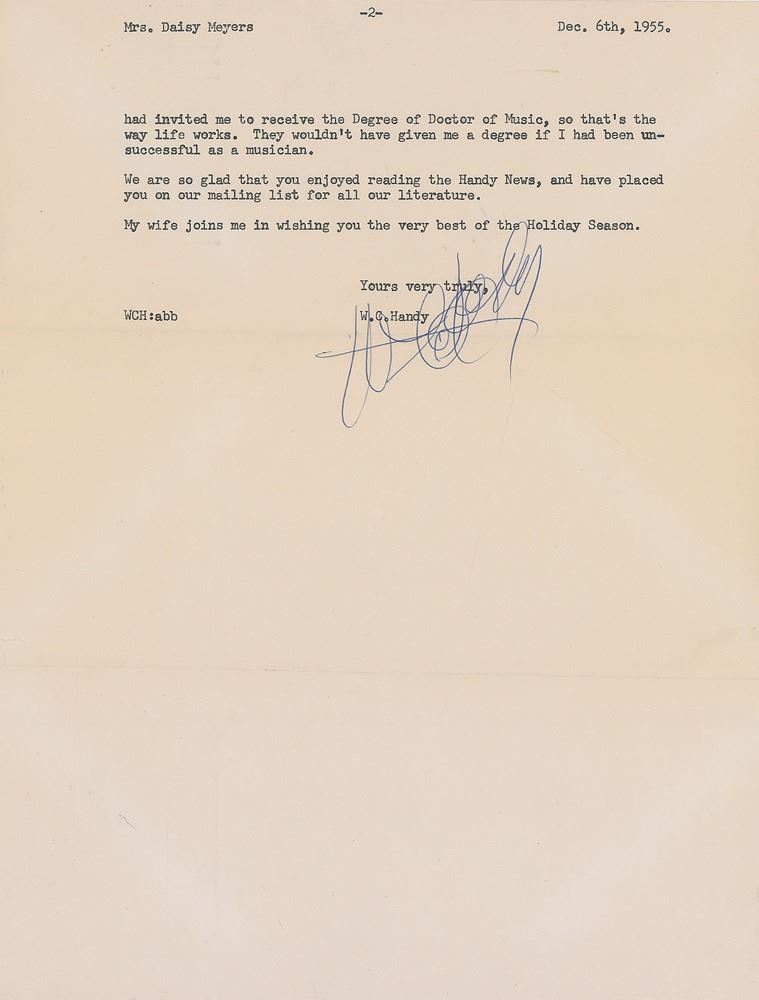 -2-
Mrs. Daisy Meyers Dec. 6th, 1955.
had invited me to receive the Degree of Doctor of Music, so that's the
way life works. They wouldn't have given me a degree if I had been un-
successful as a musician.
We are so glad that you enjoyed reading the Handy News, and have placed
you on our mailing list for all our literature.
My wife joins me in wishing you the very best of the Holiday Season.
Yours very truly,
WCH:abb W.C.Handy
W C Handy